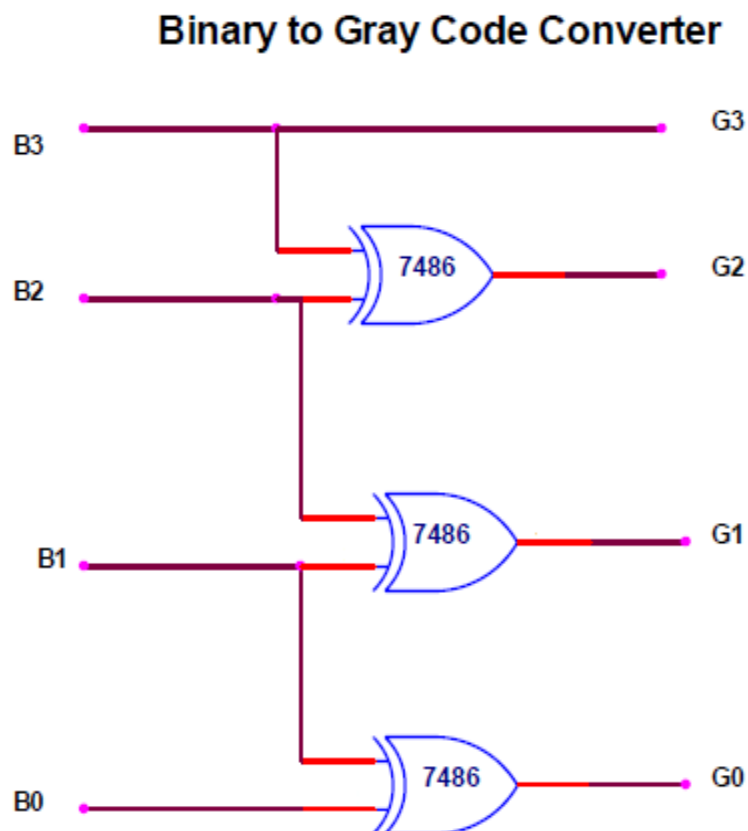 Binary to Gray Code Converter
B3
G3
7486
B2
G2
7486
B1
G1
7486
B0
G0